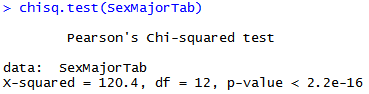 > chisq.test(SexMajorTab)
Pearson's Chi-squared test
data:  SexMajorTab
X-squared = 120.4, df = 12, p-value < 2.2e-16